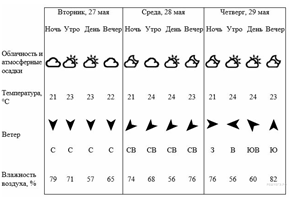 Вторник, 27 мая Среда, 28 мая Четверг, 29 мая
Ночь Утро День Вечер Ночь Утро День Вечер Ночь Утро День Вечер
Облачность и
атмосферные
осадки
Температура, 21 23 23 22 21 24 24 23 21 24 24 23
°C
Ветер
С С С С СВ СВ СВ СВ З В ЮВ Ю
Влажность 79 71 57 65 74 68 56 76 76 56 60 82
воздуха, %